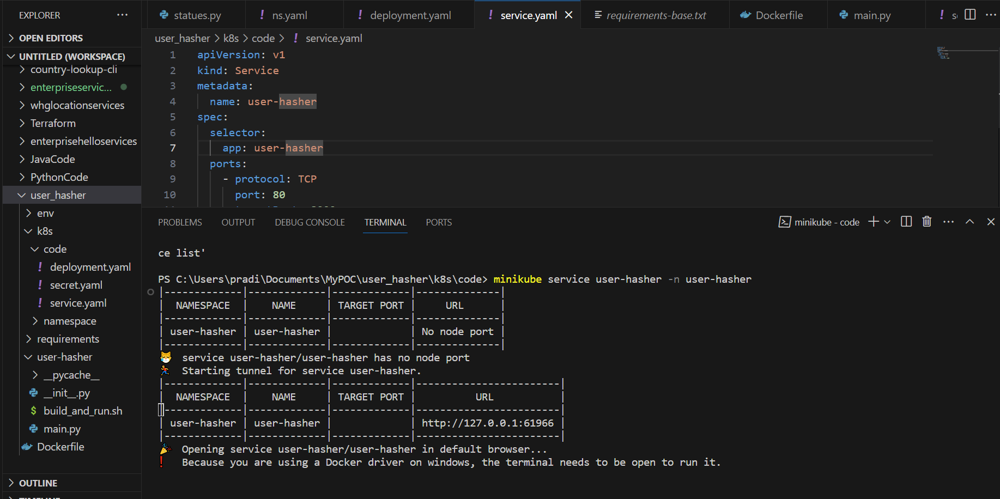 EXPLORER
OPEN EDITORS
UNTITLED (WORKSPACE)
country-lookup-cli
enterpriseservic...
whglocationservices
Terraform
enterprisehelloservices
JavaCode
PythonCode
user_hasher
env
k8s
code
deployment.yaml
secret.yaml
service.yaml
namespace
requirements
user-hasher
__pycache__
__init__.py
build_and_run.sh
main.py
Dockerfile
OUTLINE
TIMELINE
statues.py
ns.yaml
deployment.yaml
service.yaml
requirements-base.txt
Dockerfile
main.py
user_hasher > k8s > code > ! service.yaml
1 apiVersion: v1
2 kind: Service
3 metadata:
4 name: user-hasher
5 spec:
6 selector:
7 app: user-hasher
8 ports:
9 - protocol: TCP
10 port: 80
PROBLEMS OUTPUT DEBUG CONSOLE TERMINAL PORTS
minikube - code
ce list'
PS C:\Users\pradi\Documents\MyPOC\user_hasher\k8s\code> minikube service user-hasher -n user-hasher
|-------------|-------------|-------------|--------------|
| NAMESPACE | NAME | TARGET PORT | URL |
|-------------|-------------|-------------|--------------|
| user-hasher | user-hasher | | No node port |
|-------------|-------------|-------------|--------------|
😿 service user-hasher/user-hasher has no node port
🏃 Starting tunnel for service user-hasher.
|-------------|-------------|-------------|------------------------|
| NAMESPACE | NAME | TARGET PORT | URL |
|-------------|-------------|-------------|------------------------|
| user-hasher | user-hasher | | http://127.0.0.1:61966 |
|-------------|-------------|-------------|------------------------|
🎉 Opening service user-hasher/user-hasher in default browser...
❗ Because you are using a Docker driver on windows, the terminal needs to be open to run it.